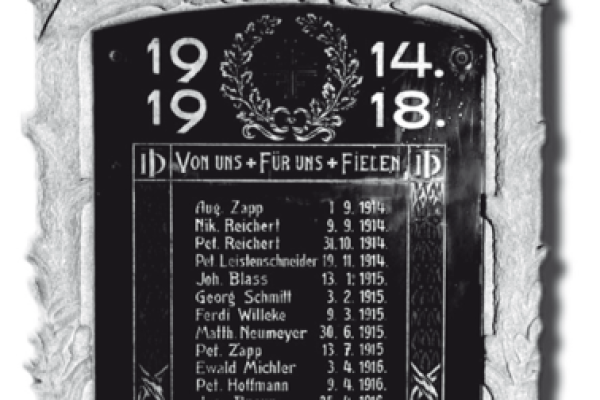 19 14.
19 18.
VON UNS + FÜR UNS + FIELEN
Aug. Zapp 1. 9. 1914.
Nik. Reichert 9. 9. 1914.
Pet. Reichert 31.10. 1914.
Pet Leistenschneider 19. 11. 1914.
Joh. Blass 13. 1. 1915.
Georg Schmitt 3. 2. 1915.
Ferdi Willeke 9. 3. 1915
Matth. Neumeyer 30. 6. 1915.
Pet. Zapp 13. 7. 1915
Ewald Michler 3. 4. 1916.
Pet. Hoffmann 9. 4. 1916.